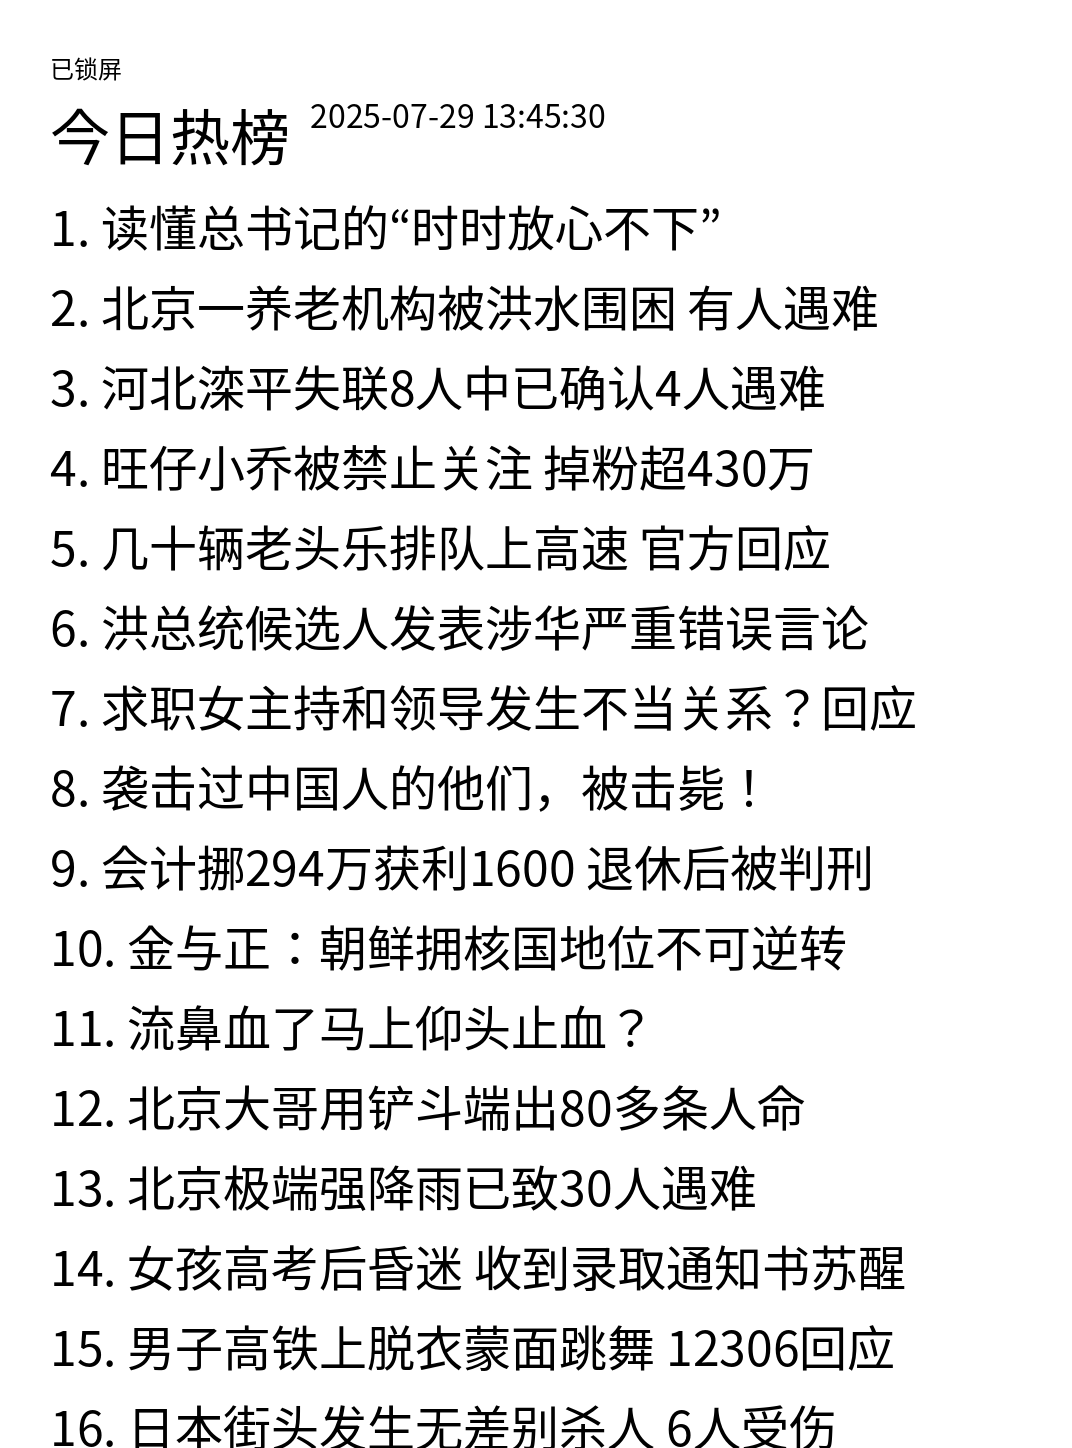 已锁屏
今日热榜 2025-07-29 13:45:30
1. 读懂总书记的“时时放心不下”
2. 北京一养老机构被洪水围困 有人遇难
3. 河北滦平失联8人中已确认4人遇难
4. 旺仔小乔被禁止关注 掉粉超430万
5. 几十辆老头乐排队上高速 官方回应
6. 洪总统候选人发表涉华严重错误言论
7. 求职女主持和领导发生不当关系？回应
8. 袭击过中国人的他们，被击毙！
9. 会计挪294万获利1600 退休后被判刑
10. 金与正：朝鲜拥核国地位不可逆转
11. 流鼻血了马上仰头止血？
12. 北京大哥用铲斗端出80多条人命
13. 北京极端强降雨已致30人遇难
14. 女孩高考后昏迷 收到录取通知书苏醒
15. 男子高铁上脱衣蒙面跳舞 12306回应
16. 日本街头发生无差别杀人 6人受伤